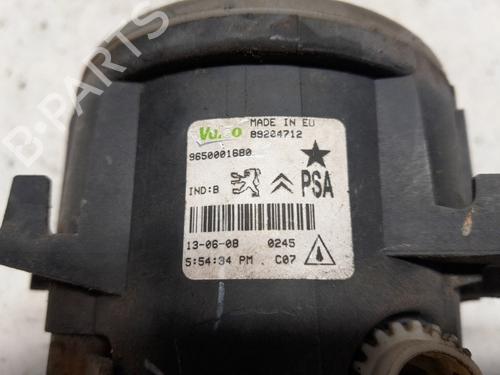 Valeo
MADE IN EU
89204712
9650001680
IND:B
PSA
13-06-08 0245
5:54:34 PM C07
B-PARTS